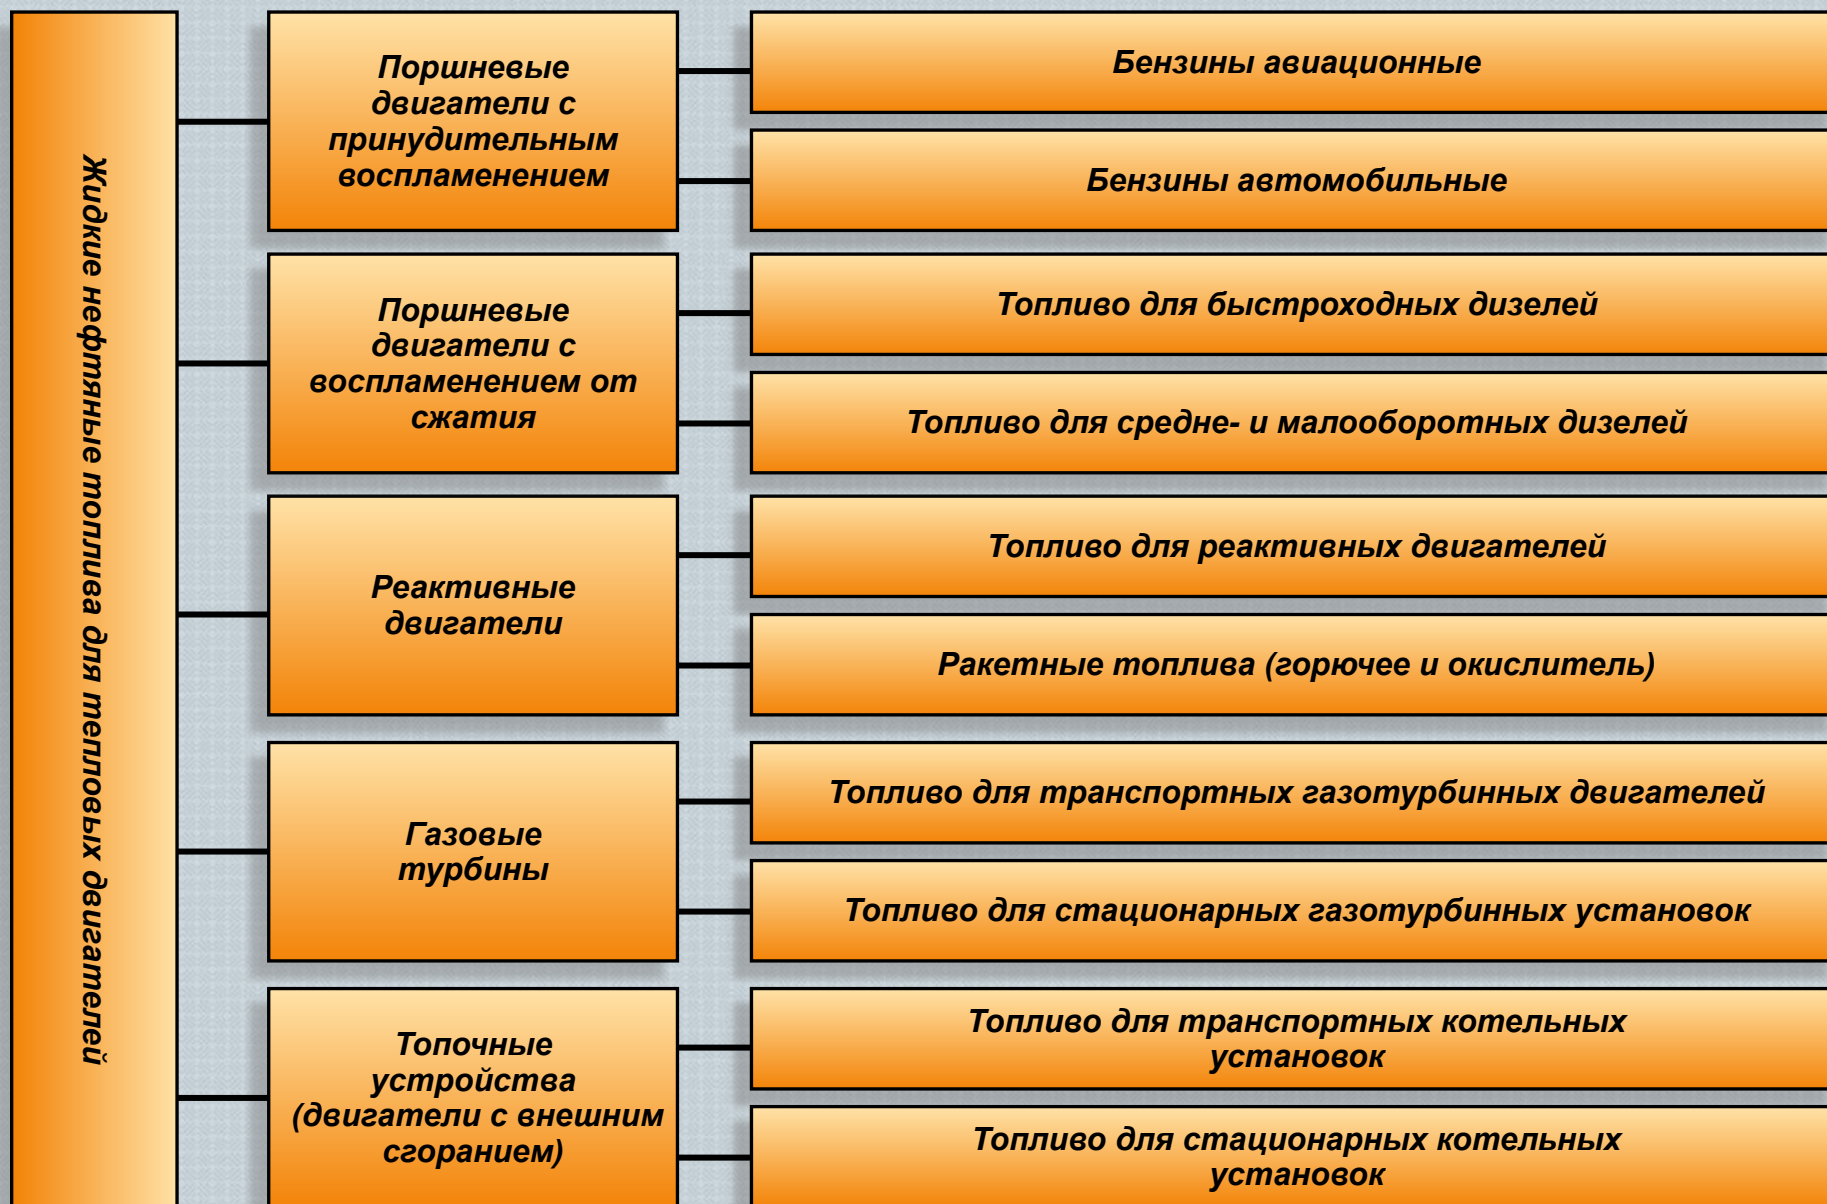 Жидкие нефтяные топлива для тепловых двигателей
Поршневые
двигатели с
принудительным
воспламенением
Бензины авиационные
Бензины автомобильные
Поршневые
двигатели с
воспламенением от
сжатия
Топливо для быстроходных дизелей
Топливо для средне- и малооборотных дизелей
Реактивные
двигатели
Топливо для реактивных двигателей
Ракетные топлива (горючее и окислитель)
Газовые
турбины
Топливо для транспортных газотурбинных двигателей
Топливо для стационарных газотурбинных установок
Топочные
устройства
(двигатели с внешним
сгоранием)
Топливо для транспортных котельных
установок
Топливо для стационарных котельных
установок